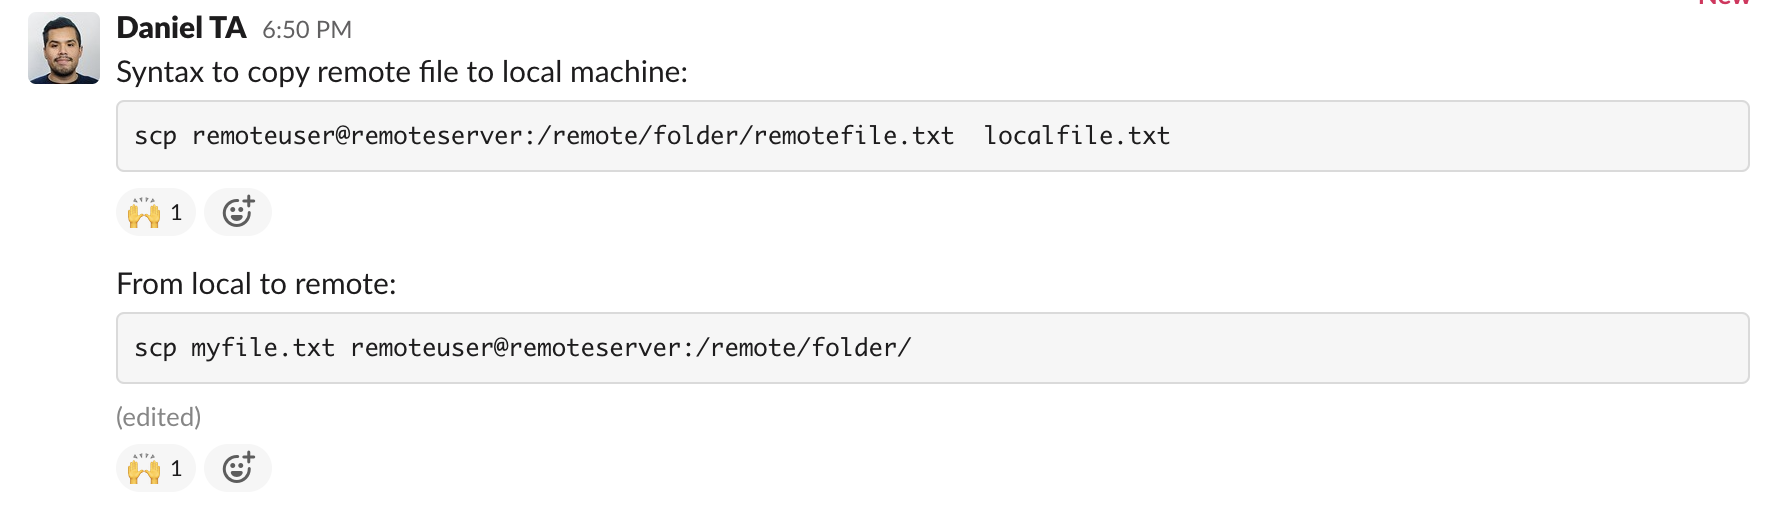 New
Daniel TA 6:50 PM
Syntax to copy remote file to local machine:
scp remoteuser@remoteserver:/remote/folder/remotefile.txt  localfile.txt
1
From local to remote:
scp myfile.txt remoteuser@remoteserver:/remote/folder/
(edited)
1